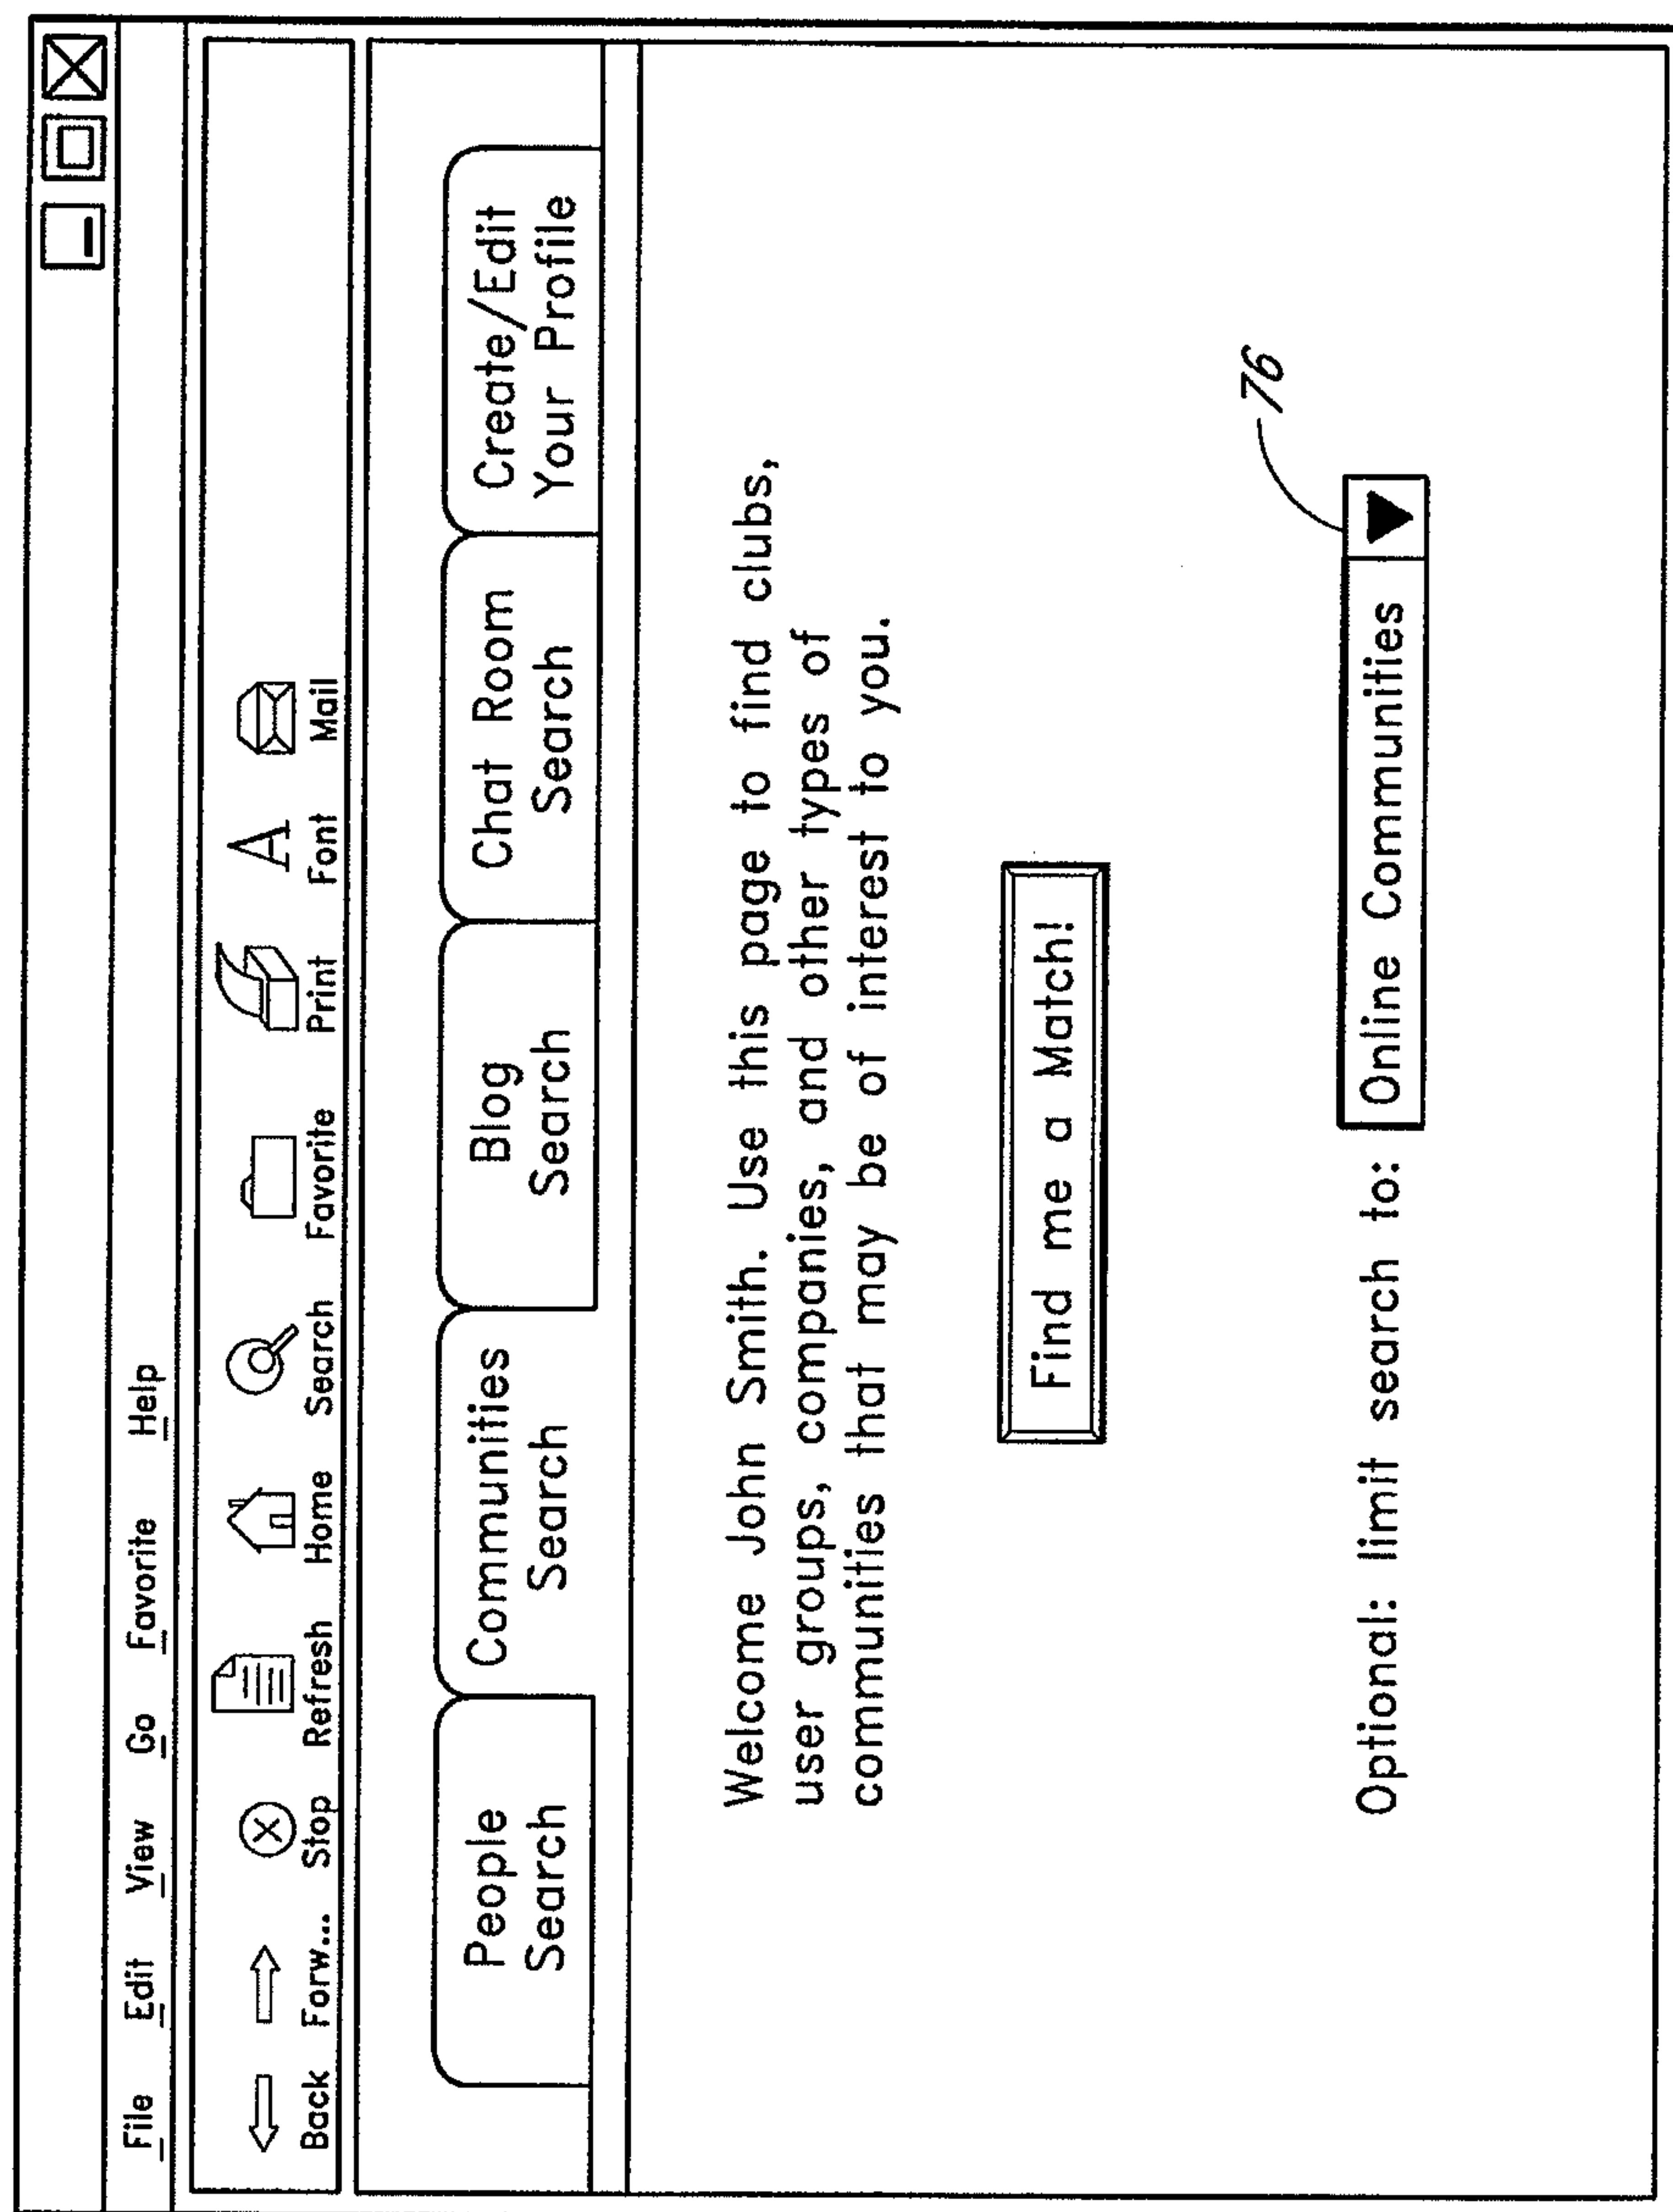 File Edit View Go Favorite Help
Back Forw... Stop Refresh Home Search Favorite Print Font Mail
People Search
Communities Search
Blog Search
Chat Room Search
Create/Edit Your Profile
Welcome John Smith. Use this page to find clubs,
user groups, companies, and other types of
communities that may be of interest to you.
Find me a Match!
76
Optional: limit search to: Online Communities